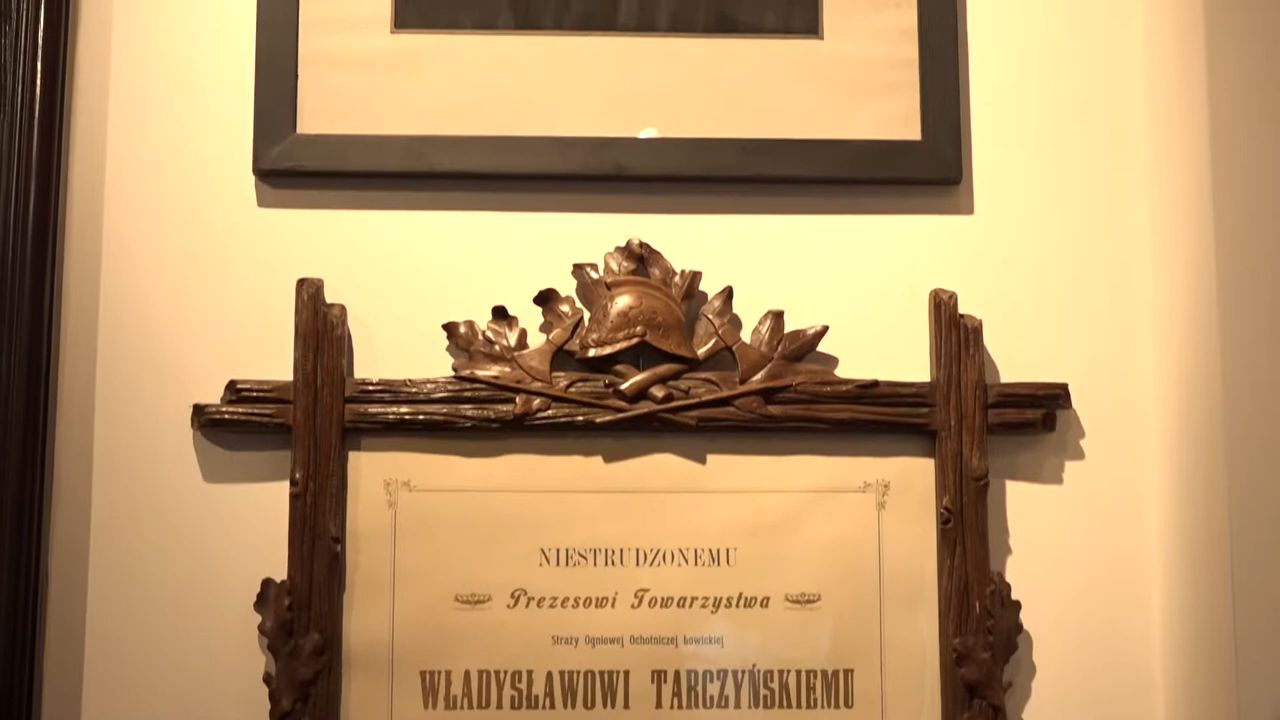 NIESTRUDZONEMU
Prezesowi Towarzystwa
Straży Ogniowej Ochotniczej Łowickiej
WŁADYSŁAWOWI TARCZYŃSKIEMU